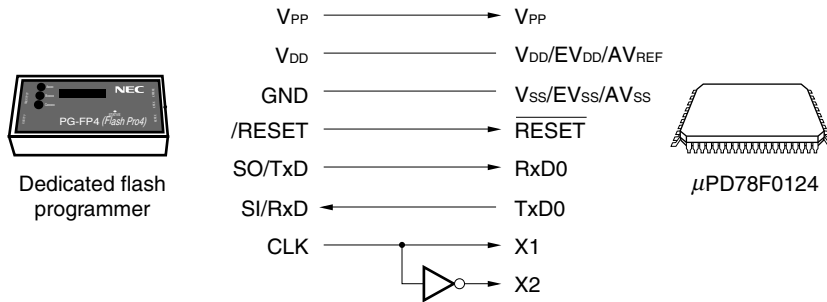 VPP VPP
VDD VDD/EVDD/AVREF
GND VSS/EVSS/AVSS
/RESET RESET
SO/TxD RxD0
SI/RxD TxD0
CLK X1
X2
NEC
PG-FP4 (Flash Pro4)
Dedicated flash
programmer
μPD78F0124